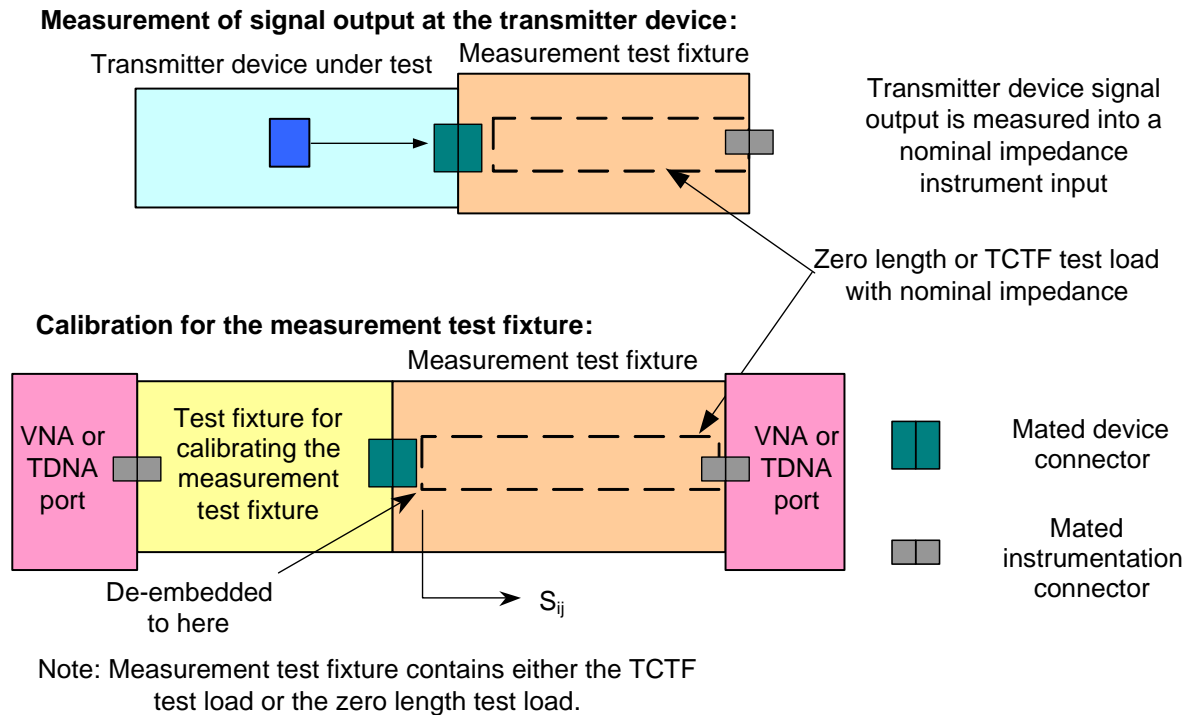 Measurement of signal output at the transmitter device:
Transmitter device under test
Measurement test fixture
Transmitter device signal
output is measured into a
nominal impedance
instrument input
Zero length or TCTF test load
with nominal impedance
Calibration for the measurement test fixture:
Measurement test fixture
VNA or
TDNA
port
Test fixture for
calibrating the
measurement
test fixture
VNA or
TDNA
port
Mated device
connector
Mated
instrumentation
connector
De-embedded
to here
Sij
Note: Measurement test fixture contains either the TCTF
test load or the zero length test load.